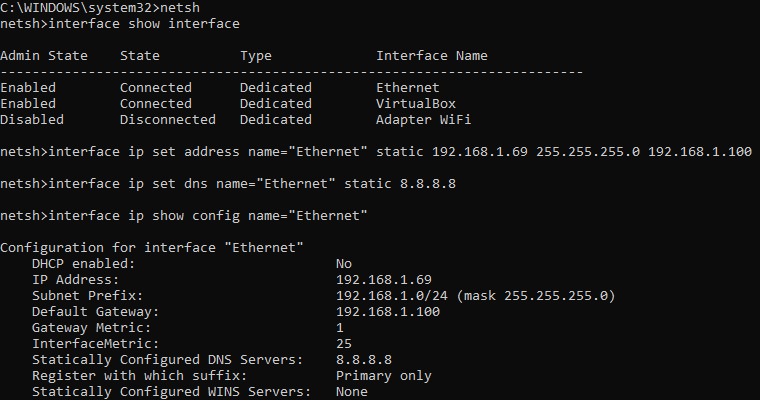 C:\WINDOWS\system32>netsh
netsh>interface show interface
Admin State    State          Type             Interface Name
-------------------------------------------------------------------------
Enabled        Connected      Dedicated        Ethernet
Enabled        Connected      Dedicated        VirtualBox
Disabled       Disconnected   Dedicated        Adapter WiFi
netsh>interface ip set address name="Ethernet" static 192.168.1.69 255.255.255.0 192.168.1.100
netsh>interface ip set dns name="Ethernet" static 8.8.8.8
netsh>interface ip show config name="Ethernet"
Configuration for interface "Ethernet"
    DHCP enabled:                         No
    IP Address:                           192.168.1.69
    Subnet Prefix:                        192.168.1.0/24 (mask 255.255.255.0)
    Default Gateway:                      192.168.1.100
    Gateway Metric:                       1
    InterfaceMetric:                      25
    Statically Configured DNS Servers:    8.8.8.8
    Register with which suffix:           Primary only
    Statically Configured WINS Servers:   None